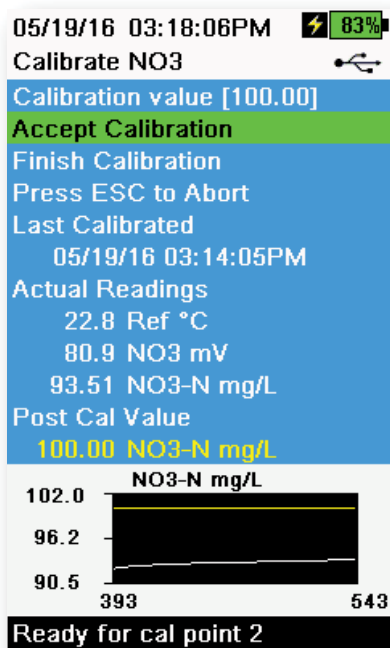 05/19/16 03:18:06PM 83%
Calibrate NO3
Calibration value [100.00]
Accept Calibration
Finish Calibration
Press ESC to Abort
Last Calibrated
05/19/16 03:14:05PM
Actual Readings
22.8 Ref °C
80.9 NO3 mV
93.51 NO3-N mg/L
Post Cal Value
100.00 NO3-N mg/L
NO3-N mg/L
102.0
96.2
90.5
393 543
Ready for cal point 2